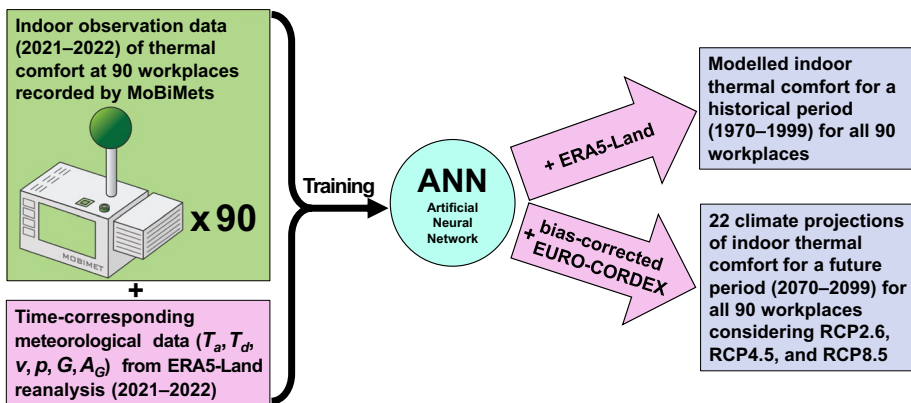 Indoor observation data
(2021–2022) of thermal
comfort at 90 workplaces
recorded by MoBiMets
MOBIMET
x 90
+
Time-corresponding
meteorological data (Ta, Td,
v, p, G, AG) from ERA5-Land
reanalysis (2021–2022)
Training
ANN
Artificial
Neural
Network
+ ERA5-Land
bias-corrected
+ EURO-CORDEX
Modelled indoor
thermal comfort for a
historical period
(1970–1999) for all 90
workplaces
22 climate projections
of indoor thermal
comfort for a future
period (2070–2099) for
all 90 workplaces
considering RCP2.6,
RCP4.5, and RCP8.5